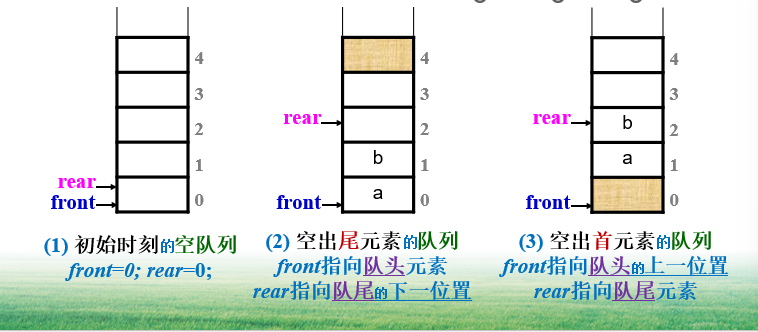 4
3
2
1
0
rear
front
4
3
2
1
0
rear
front
b
a
4
3
2
1
0
rear
front
b
a
(1) 初始时刻的空队列
front=0; rear=0;
(2) 空出尾元素的队列
front指向队头元素
rear指向队尾的下一位置
(3) 空出首元素的队列
front指向队头的上一位置
rear指向队尾元素